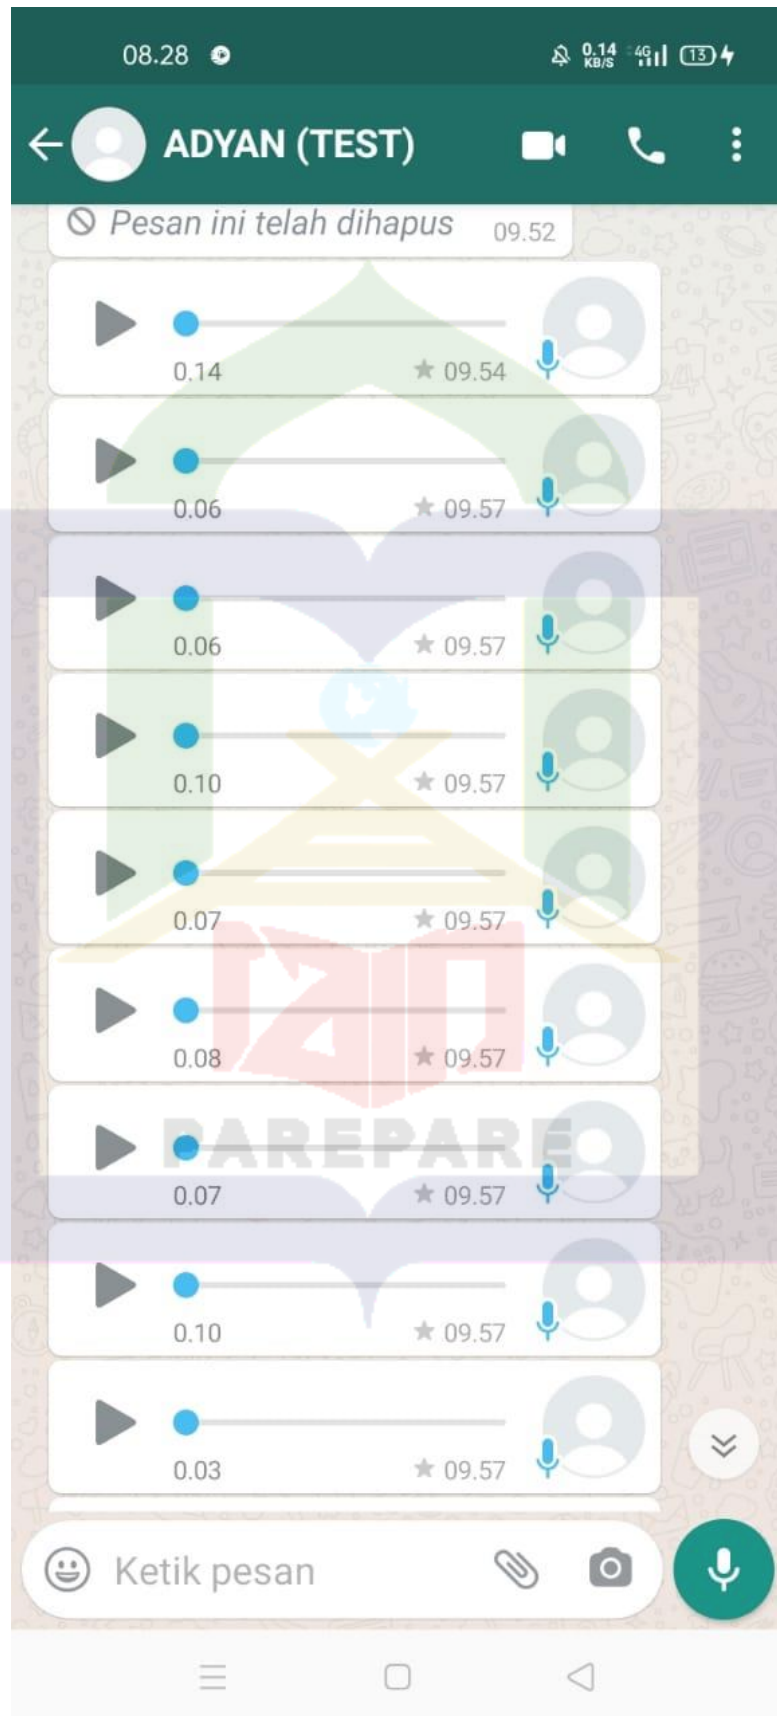 08.28 0.14 KB/S 4G 13
ADYAN (TEST)
Pesan ini telah dihapus 09.52
0.14 09.54
0.06 09.57
0.06 09.57
0.10 09.57
0.07 09.57
0.08 09.57
PAREPARE
0.07 09.57
0.10 09.57
0.03 09.57
Ketik pesan